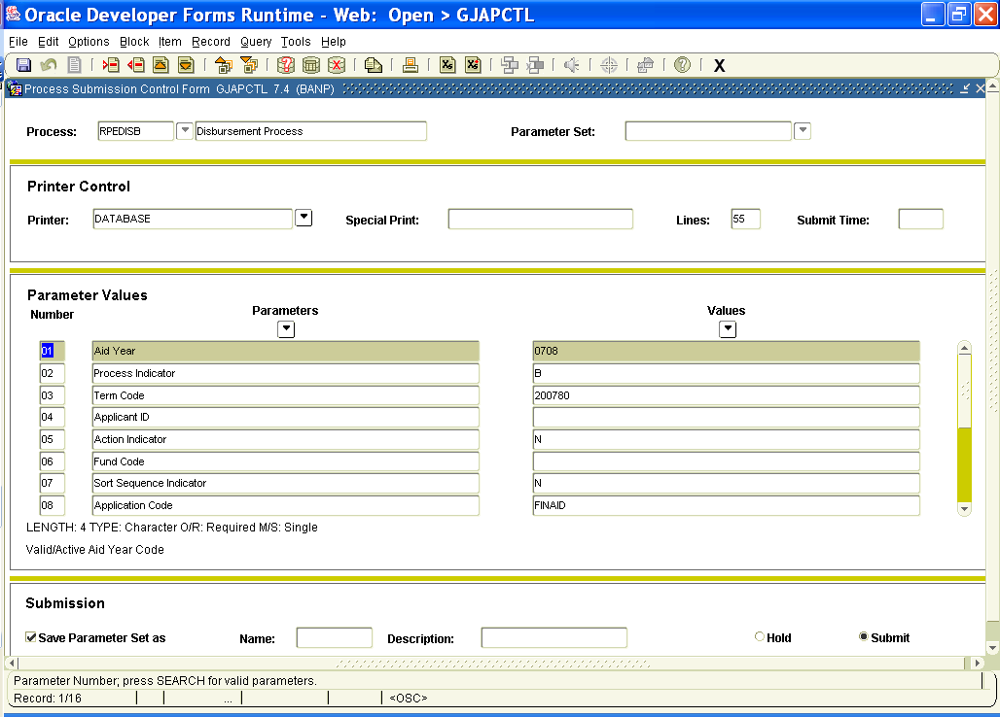 Oracle Developer Forms Runtime - Web: Open > GJAPCTL
File Edit Options Block Item Record Query Tools Help
Process Submission Control Form GJAPCTL 7.4 (BANP)
Process: RPEDISB Disbursement Process Parameter Set:
Printer Control
Printer: DATABASE Special Print: Lines: 55 Submit Time:
Parameter Values
Number Parameters Values
01 Aid Year 0708
02 Process Indicator B
03 Term Code 200780
04 Applicant ID
05 Action Indicator N
06 Fund Code
07 Sort Sequence Indicator N
08 Application Code FINAID
LENGTH: 4 TYPE: Character O/R: Required M/S: Single
Valid/Active Aid Year Code
Submission
Save Parameter Set as Name: Description: Hold Submit
Parameter Number; press SEARCH for valid parameters.
Record: 1/16 ... <OSC>